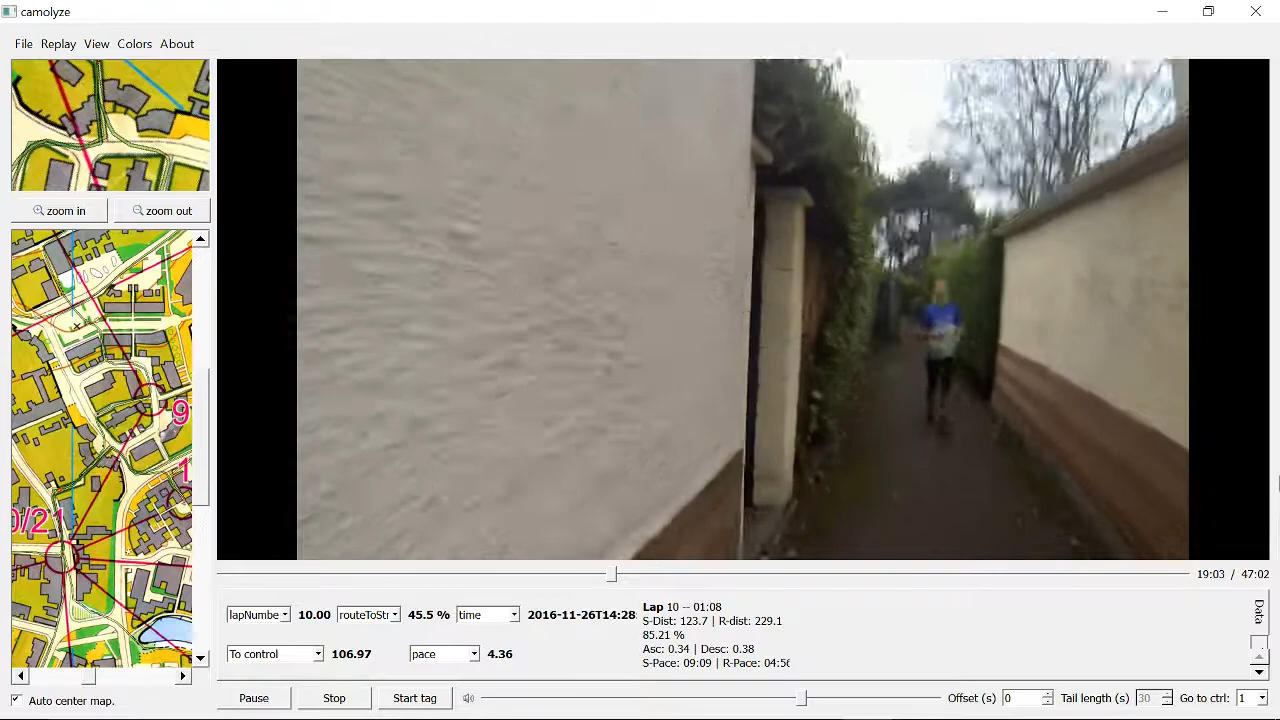 camolyze
File Replay View Colors About
zoom in zoom out
9
1
0/21
19:03 / 47:02
lapNumbe 10.00 routeToStr 45.5 % time 2016-11-26T14:28
To control 106.97 pace 4.36
Lap 10 -- 01:08
S-Dist: 123.7 | R-dist: 229.1
85.21 %
Asc: 0.34 | Desc: 0.38
S-Pace: 09:09 | R-Pace: 04:56
Data
Auto center map.
Pause Stop Start tag Offset (s) 0 Tail length (s) 30 Go to ctrl: 1